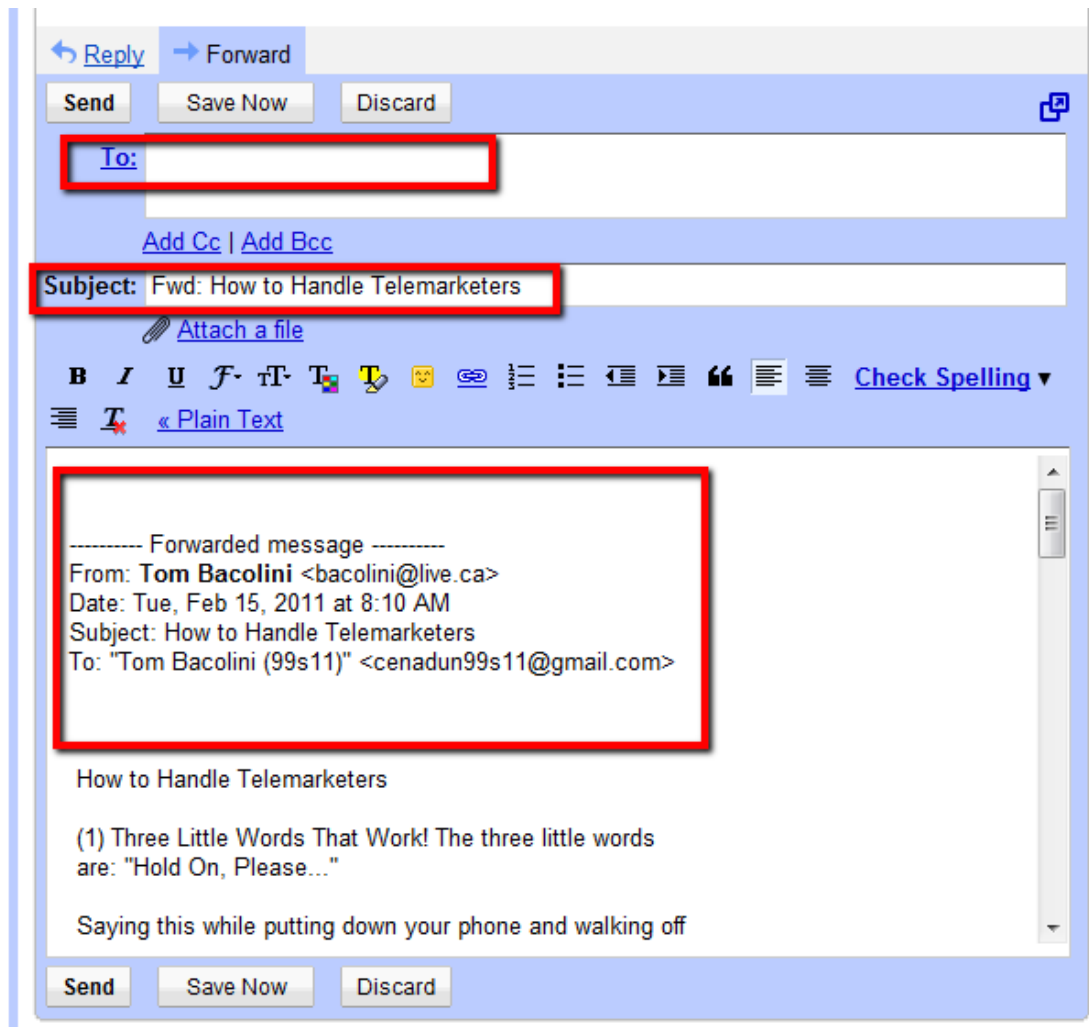 Reply Forward
Send Save Now Discard
To:
Add Cc | Add Bcc
Subject: Fwd: How to Handle Telemarketers
Attach a file
B I U F T T T Check Spelling ▼
T « Plain Text
---------- Forwarded message ----------
From: Tom Bacolini <bacolini@live.ca>
Date: Tue, Feb 15, 2011 at 8:10 AM
Subject: How to Handle Telemarketers
To: "Tom Bacolini (99s11)" <cenadun99s11@gmail.com>
How to Handle Telemarketers
(1) Three Little Words That Work! The three little words
are: "Hold On, Please..."
Saying this while putting down your phone and walking off
Send Save Now Discard